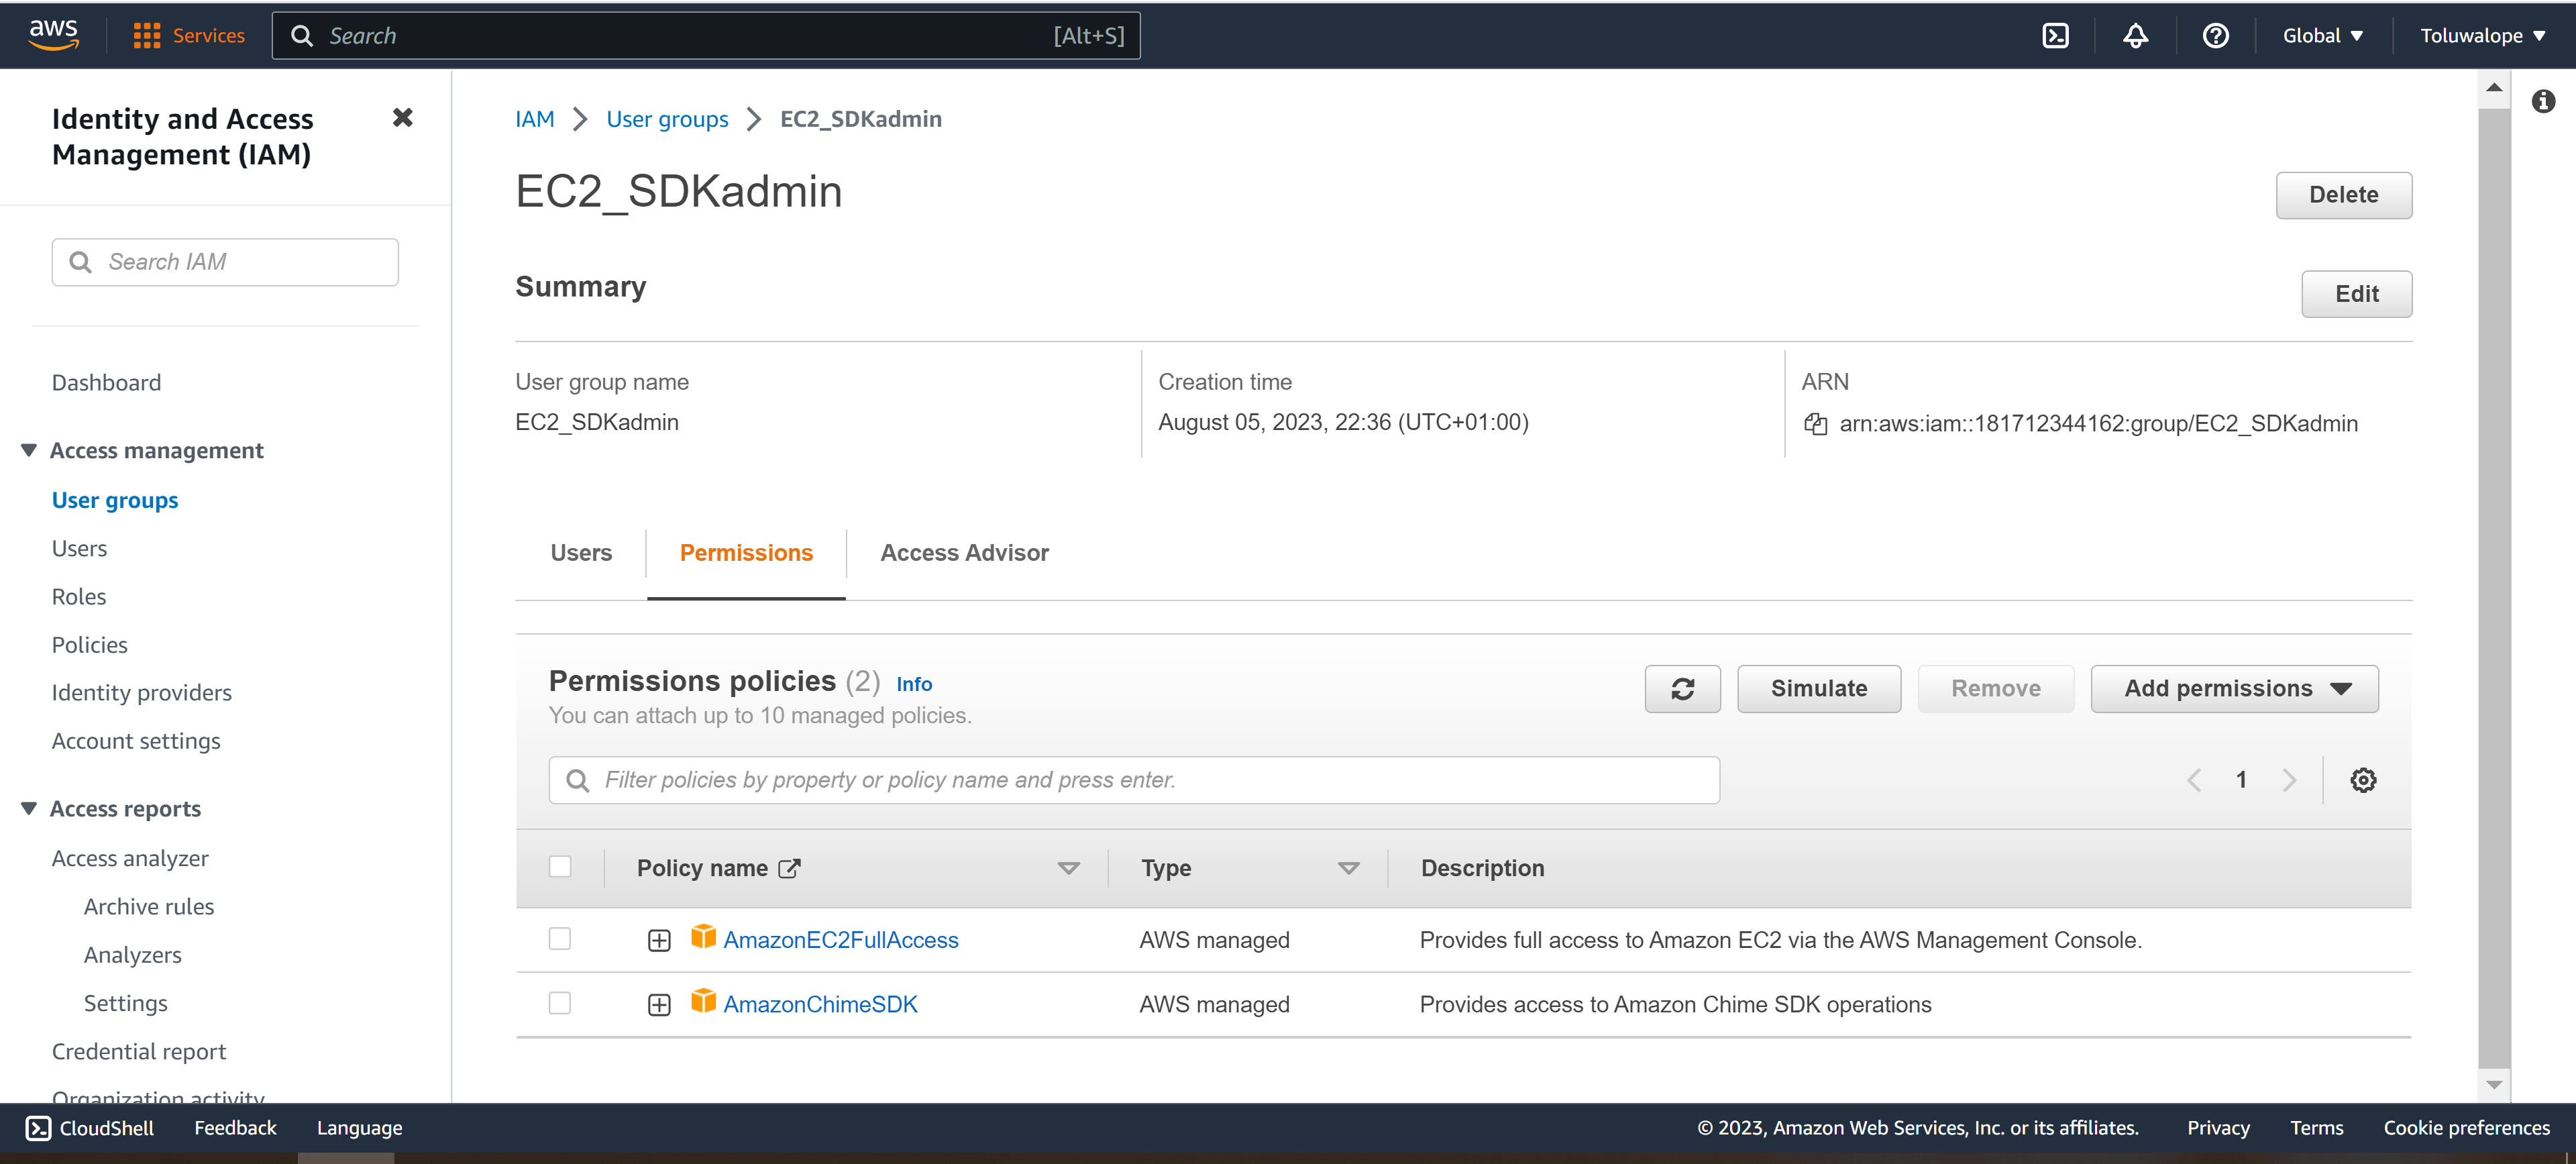 aws Services Search [Alt+S] Global Toluwalope
Identity and Access
Management (IAM)
Search IAM
Dashboard
Access management
User groups
Users
Roles
Policies
Identity providers
Account settings
Access reports
Access analyzer
Archive rules
Analyzers
Settings
Credential report
Organization activity
IAM User groups EC2_SDKadmin
EC2_SDKadmin
Delete
Summary
Edit
User group name
EC2_SDKadmin
Creation time
August 05, 2023, 22:36 (UTC+01:00)
ARN
arn:aws:iam::181712344162:group/EC2_SDKadmin
Users Permissions Access Advisor
Permissions policies (2) Info
You can attach up to 10 managed policies.
Simulate Remove Add permissions
Filter policies by property or policy name and press enter.
1
Policy name Type Description
AmazonEC2FullAccess AWS managed Provides full access to Amazon EC2 via the AWS Management Console.
AmazonChimeSDK AWS managed Provides access to Amazon Chime SDK operations
CloudShell Feedback Language © 2023, Amazon Web Services, Inc. or its affiliates. Privacy Terms Cookie preferences